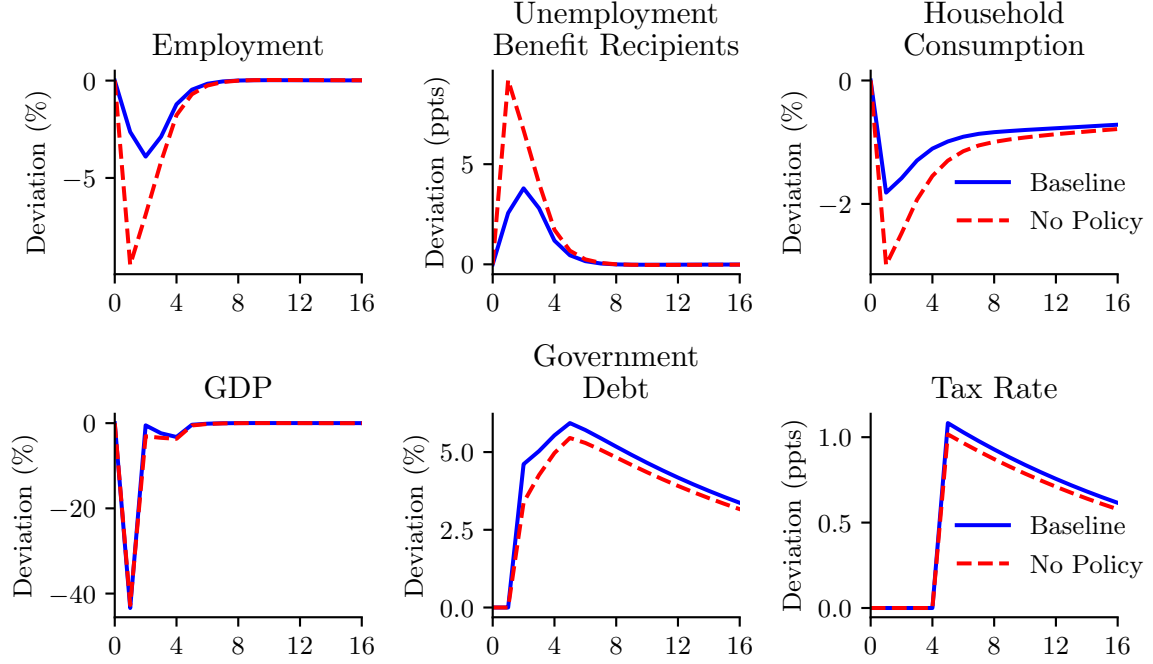 Employment
Deviation (%)
0
−5
0 4 8 12 16
Unemployment
Benefit Recipients
Deviation (ppts)
5
0
0 4 8 12 16
Household
Consumption
Deviation (%)
0
−2
Baseline
No Policy
0 4 8 12 16
GDP
Deviation (%)
0
−20
−40
0 4 8 12 16
Government
Debt
Deviation (%)
5.0
2.5
0.0
0 4 8 12 16
Tax Rate
Deviation (ppts)
1.0
0.5
0.0
Baseline
No Policy
0 4 8 12 16